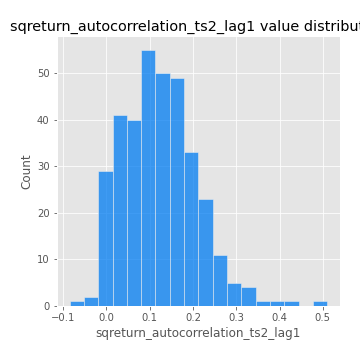 sqreturn_autocorrelation_ts2_lag1 value distribut
50
40
30
20
10
0
Count
−0.1 0.0 0.1 0.2 0.3 0.4 0.5
sqreturn_autocorrelation_ts2_lag1